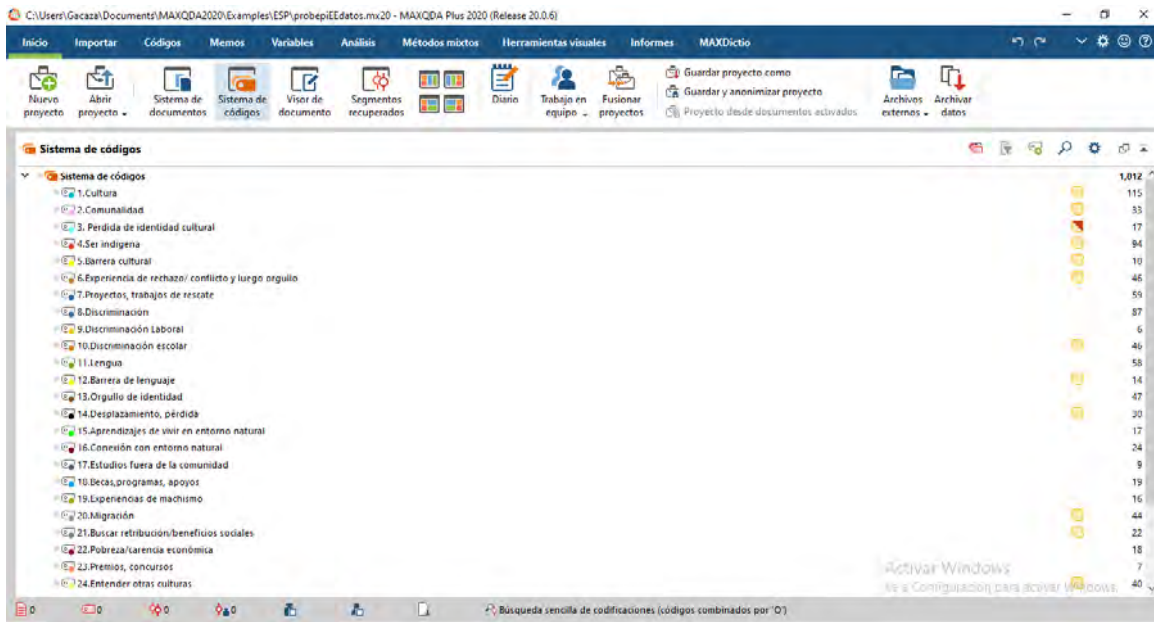 C:\Users\Gacaza\Documents\MAXQDA2020\Examples\ESP\probepiEEdatos.mx20 - MAXQDA Plus 2020 (Release 20.0.6)
Inicio Importar Códigos Memos Variables Análisis Métodos mixtos Herramientas visuales Informes MAXDictio
Nuevo proyecto
Abrir proyecto
Sistema de documentos
Sistema de códigos
Visor de documento
Segmentos recuperados
Diario
Trabajo en equipo
Fusionar proyectos
Guardar proyecto como
Guardar y anonimizar proyecto
Proyecto desde documentos activados
Archivos externos
Archivar datos
Sistema de códigos
Sistema de códigos 1,012
1.Cultura 115
2.Comunalidad 33
3. Perdida de identidad cultural 17
4.Ser indigena 94
5.Barrera cultural 10
6.Experiencia de rechazo/ conflicto y luego orgullo 46
7.Proyectos, trabajos de rescate 59
8.Discriminación 87
9.Discriminación Laboral 6
10.Discriminación escolar 46
11.Lengua 58
12.Barrera de lenguaje 14
13.Orgullo de identidad 47
14.Desplazamiento, pérdida 30
15.Aprendizajes de vivir en entorno natural 17
16.Conexión con entorno natural 24
17.Estudios fuera de la comunidad 9
18.Becas,programas, apoyos 19
19.Experiencias de machismo 16
20.Migración 44
21.Buscar retribución/beneficios sociales 22
22.Pobreza/carencia económica 18
23.Premios, concursos 7
24.Entender otras culturas 40
Activar Windows
Ve a Configuración para activar Windows.
0 0 0 0 Búsqueda sencilla de codificaciones (códigos combinados por 'O')